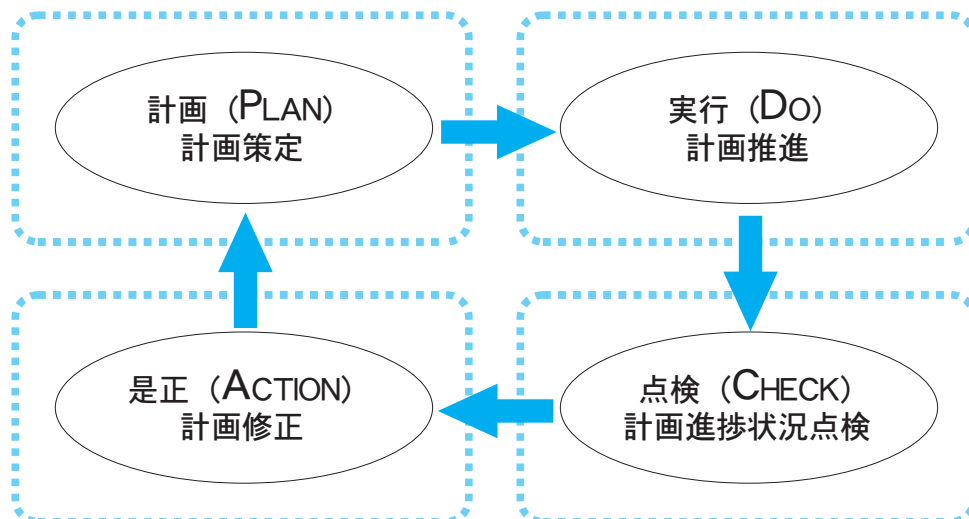 計画（PLAN）
計画策定
実行（DO）
計画推進
是正（ACTION）
計画修正
点検（CHECK）
計画進捗状況点検